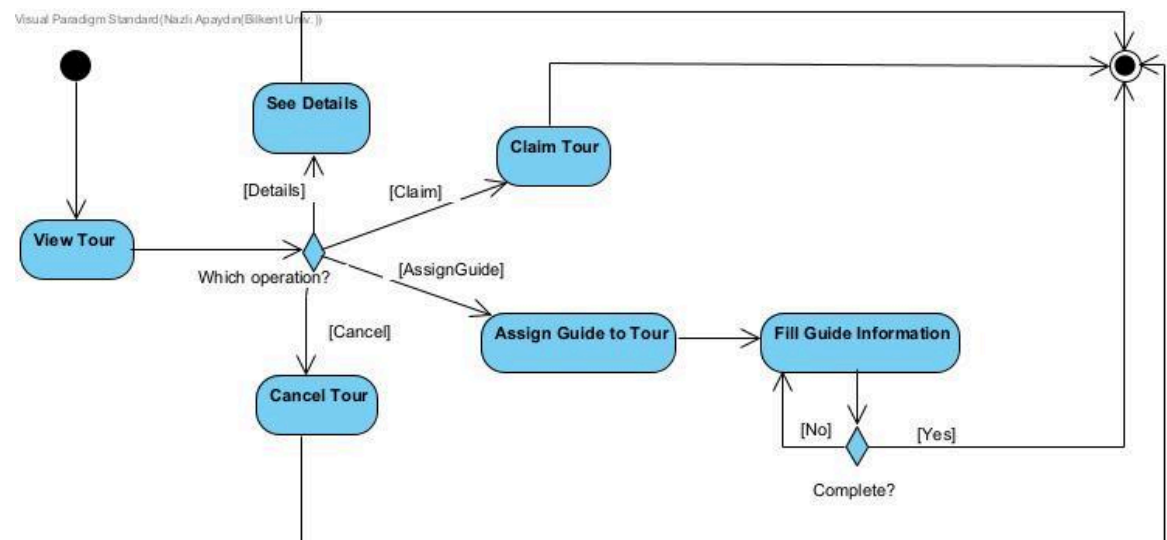 Visual Paradigm Standard(Nazlı Apaydın(Bilkent Univ.))
See Details
Claim Tour
[Details]
[Claim]
View Tour
Which operation?
[AssignGuide]
[Cancel]
Assign Guide to Tour
Fill Guide Information
Cancel Tour
[No]
[Yes]
Complete?